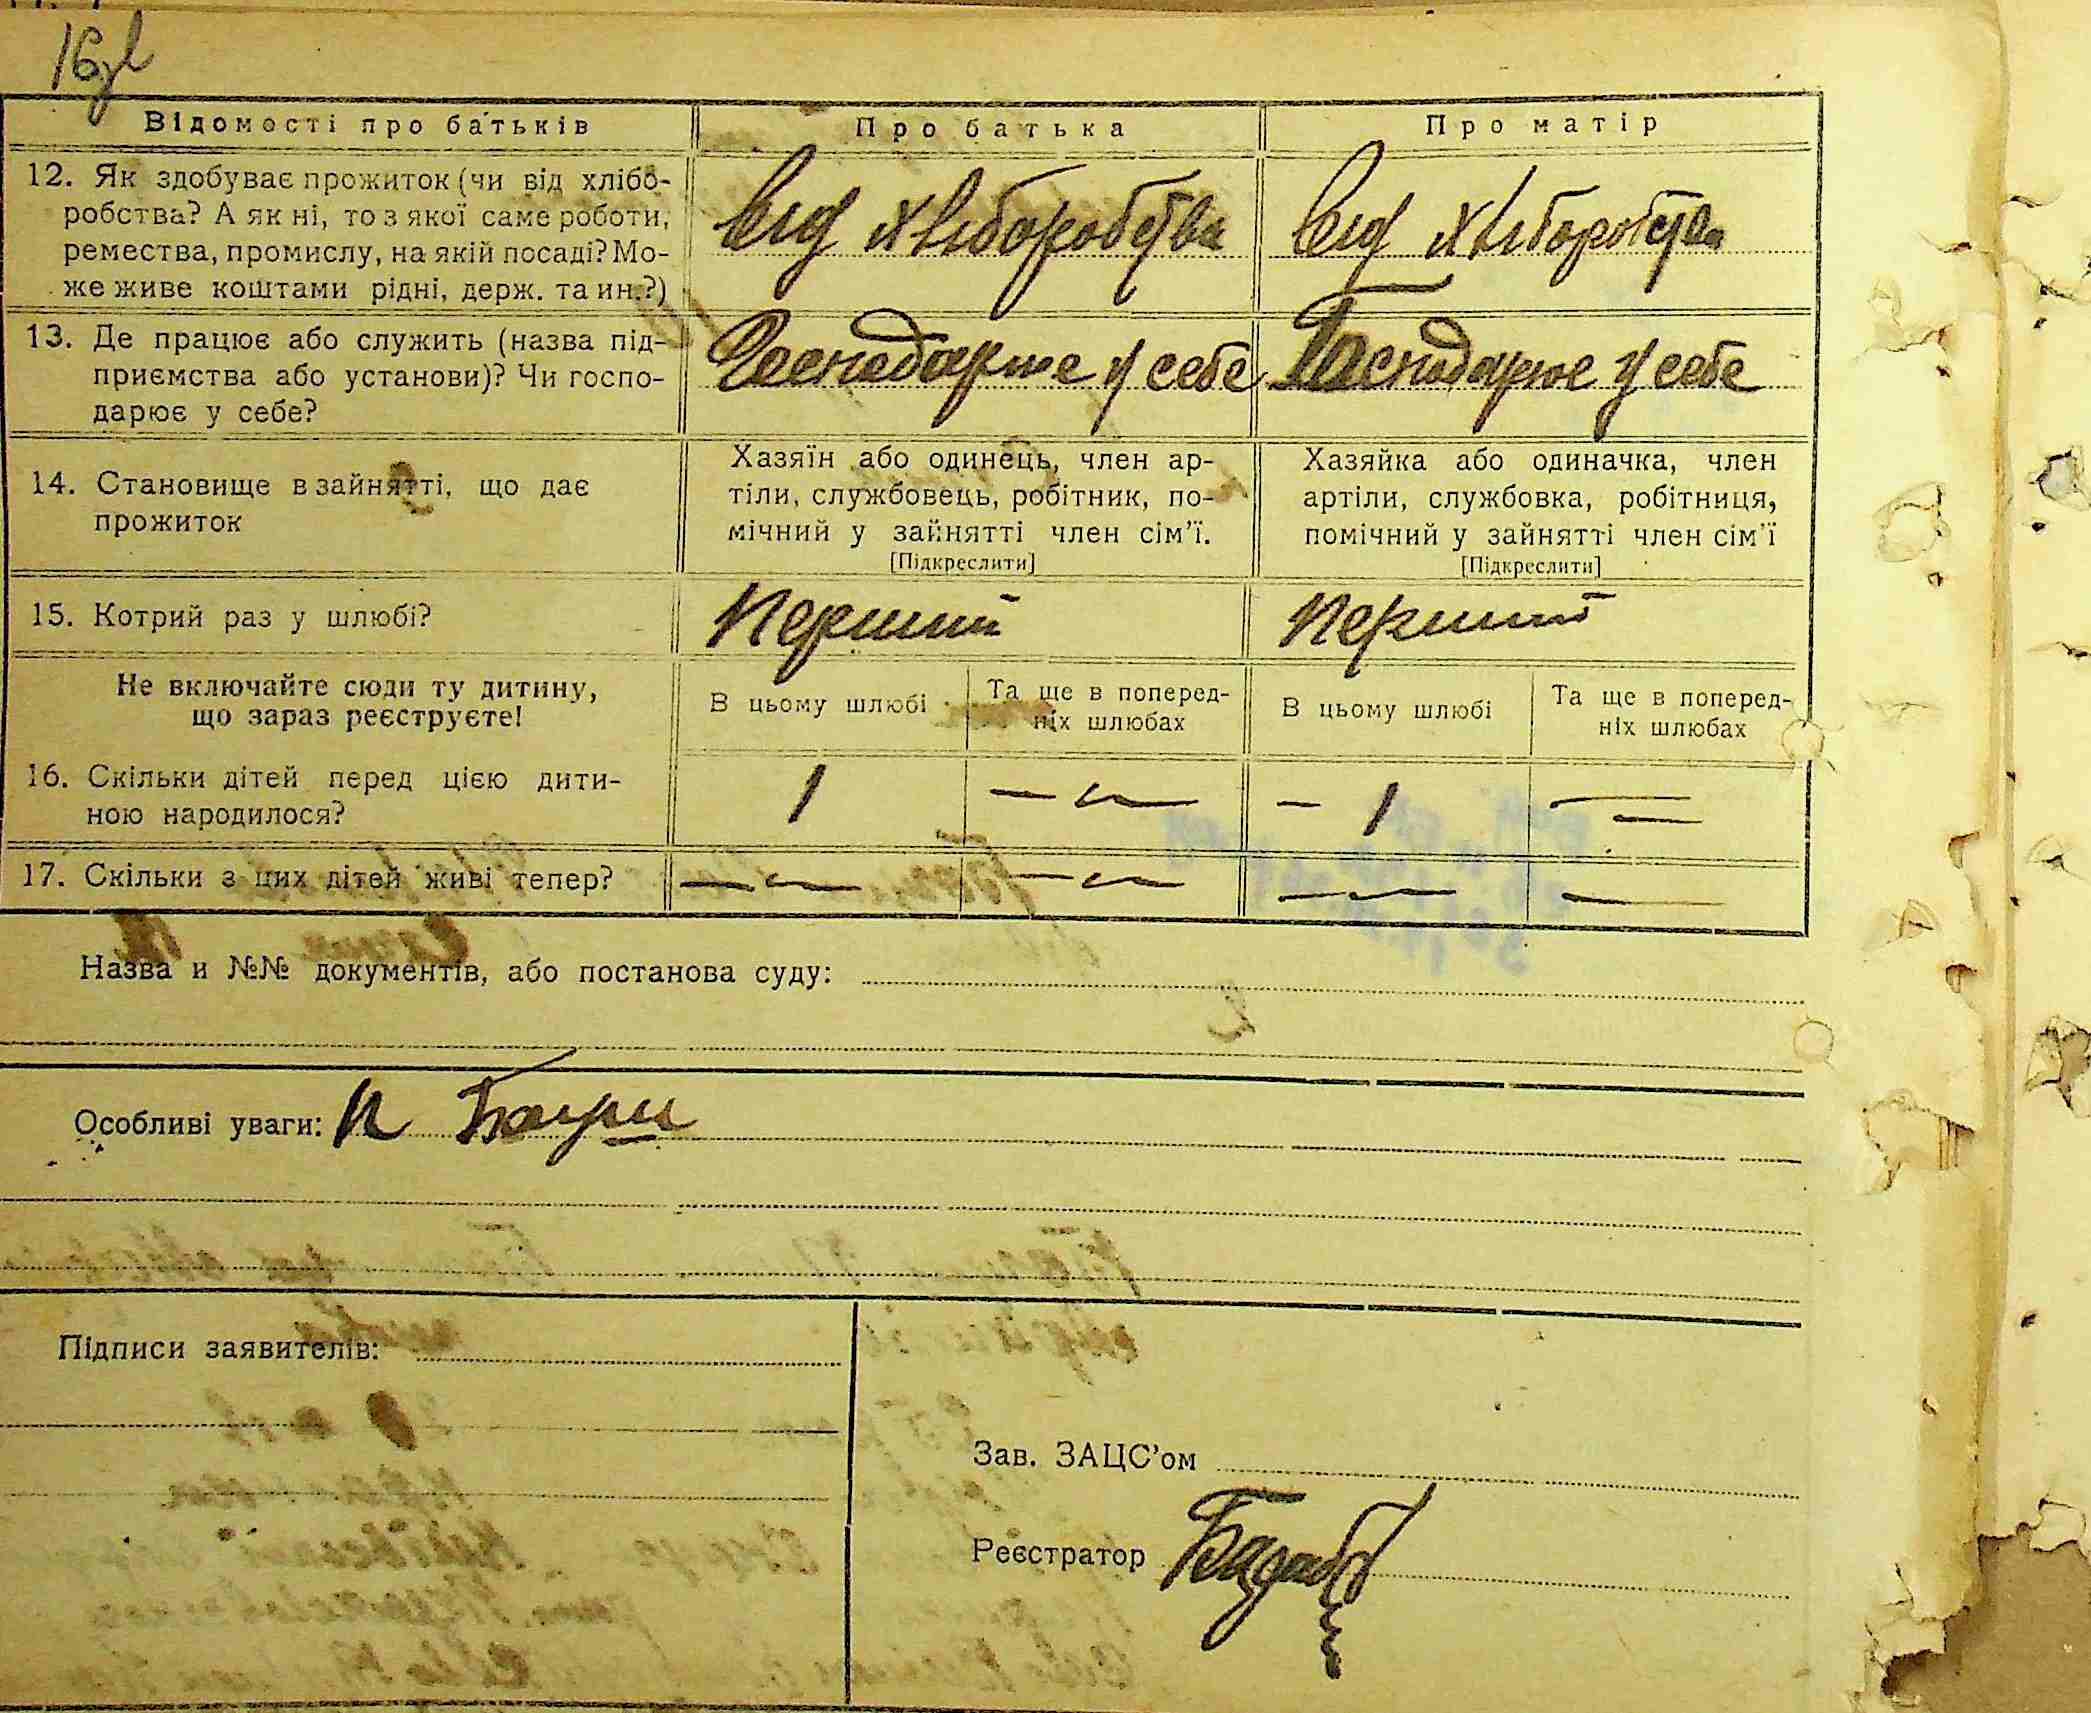 16
Відомості про батьків
Про батька
Про матір
12. Як здобуває прожиток (чи від хлібо-
робства? А як ні, то з якої саме роботи,
ремества, промислу, на якій посаді? Мо-
же живе коштами рідні, держ. та ин.?)
Від хліборобства
Від хліборобства
13. Де працює або служить (назва під-
приємства або установи)? Чи госпо-
дарює у себе?
Господарює у себе
Господарює у себе
14. Становище в зайнятті, що дає
прожиток
Хазяїн або одинець, член ар-
тіли, службовець, робітник, по-
мічний у зайнятті член сім'ї.
[Підкреслити]
Хазяйка або одиначка, член
артіли, службовка, робітниця,
помічний у зайнятті член сім'ї
[Підкреслити]
15. Котрий раз у шлюбі?
Перший
Перший
Не включайте сюди ту дитину,
що зараз реєструєте!
В цьому шлюбі
Та ще в поперед-
ніх шлюбах
В цьому шлюбі
Та ще в поперед-
ніх шлюбах
16. Скільки дітей перед цією дити-
ною народилося?
1
— —
- 1
—
17. Скільки з цих дітей живі тепер?
— —
— —
— —
—
Назва и №№ документів, або постанова суду:
Особливі уваги: П
Підписи заявителів:
Зав. ЗАЦС'ом
Реєстратор